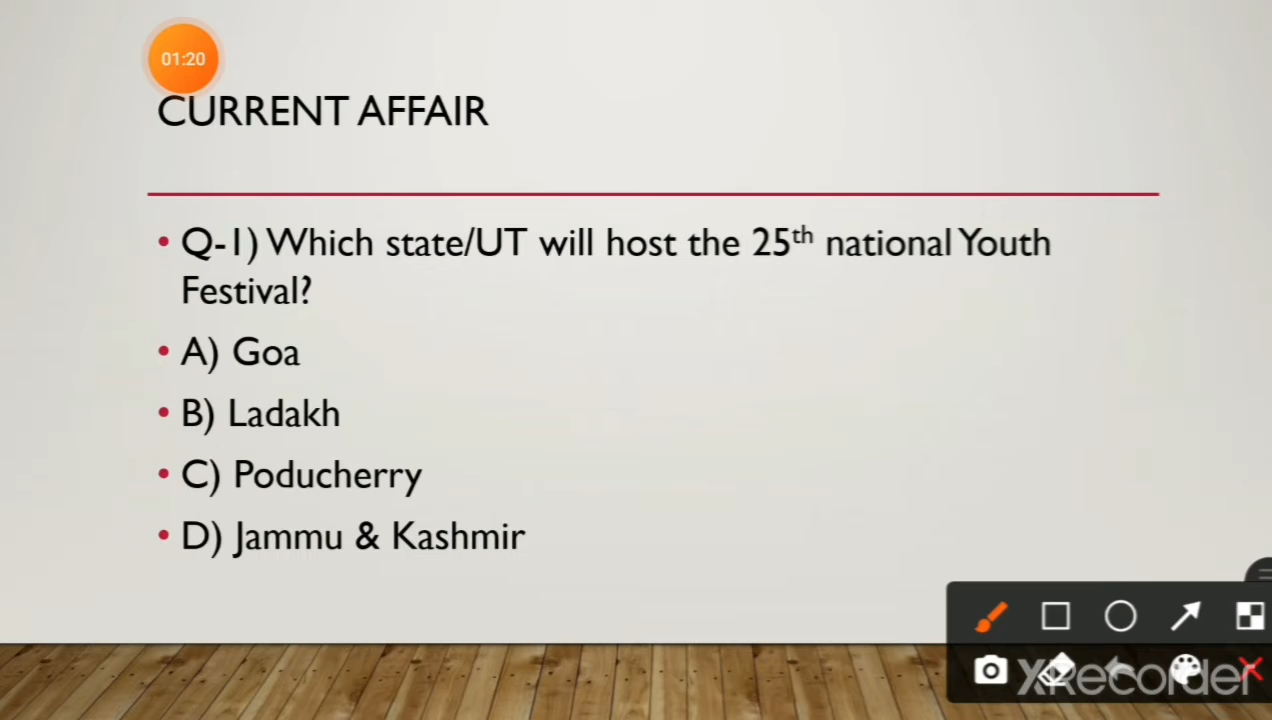 01:20
CURRENT AFFAIR
• Q-1) Which state/UT will host the 25th national Youth
Festival?
• A) Goa
• B) Ladakh
• C) Poducherry
• D) Jammu & Kashmir
XRecorder